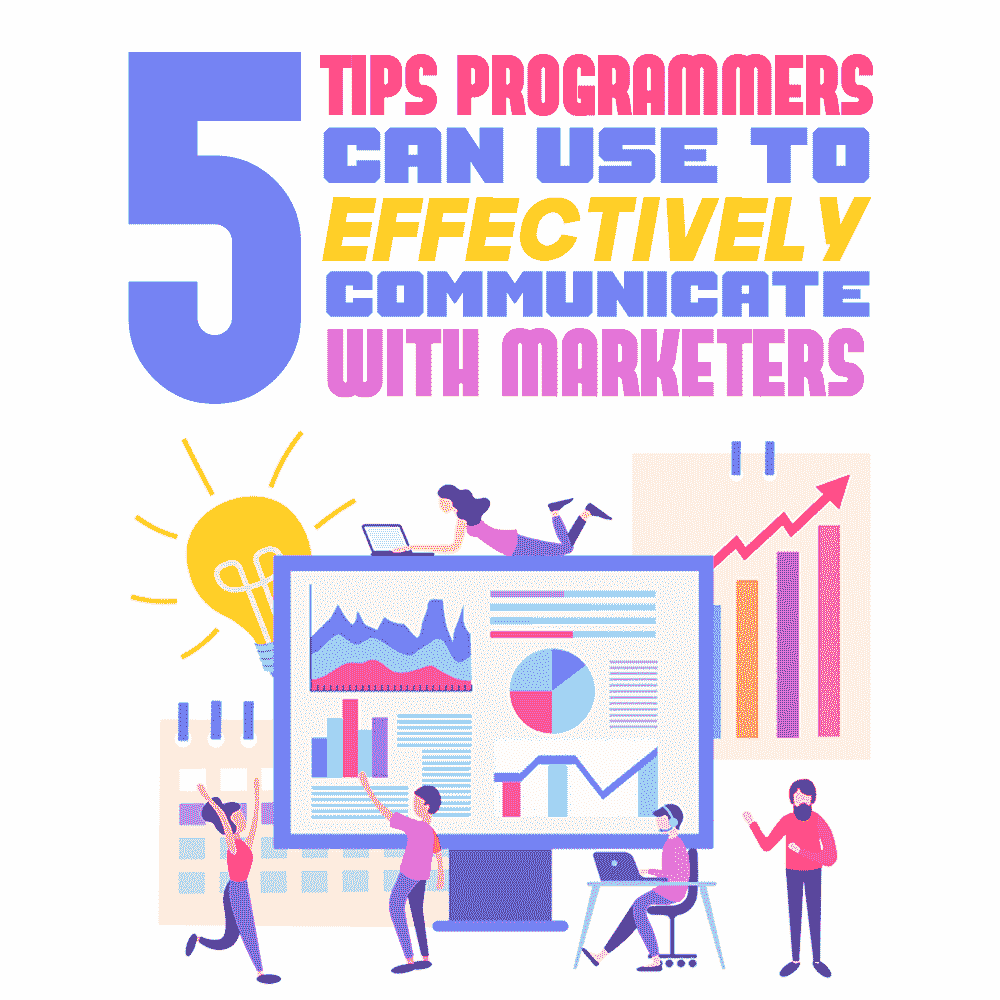 5
TIPS PROGRAMMERS
CAN USE TO
EFFECTIVELY
COMMUNICATE
WITH MARKETERS